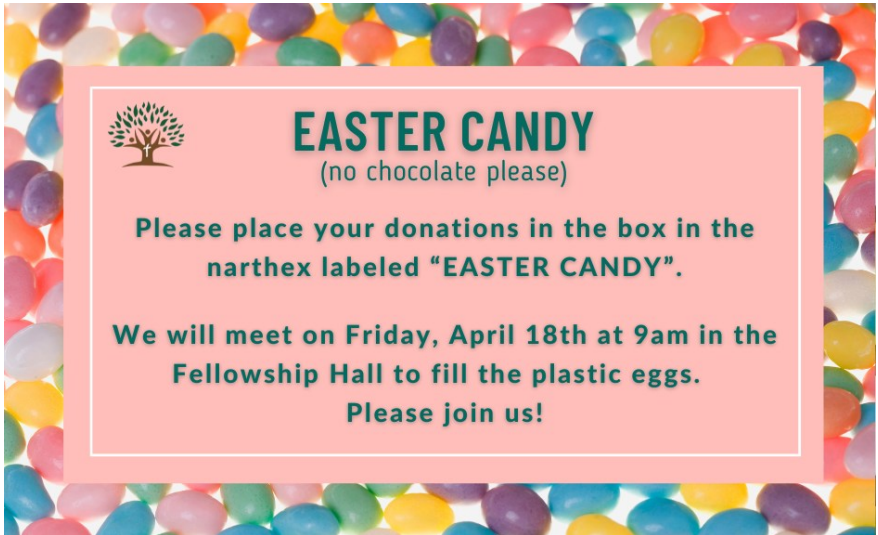 EASTER CANDY
(no chocolate please)
Please place your donations in the box in the
narthex labeled “EASTER CANDY”.
We will meet on Friday, April 18th at 9am in the
Fellowship Hall to fill the plastic eggs.
Please join us!